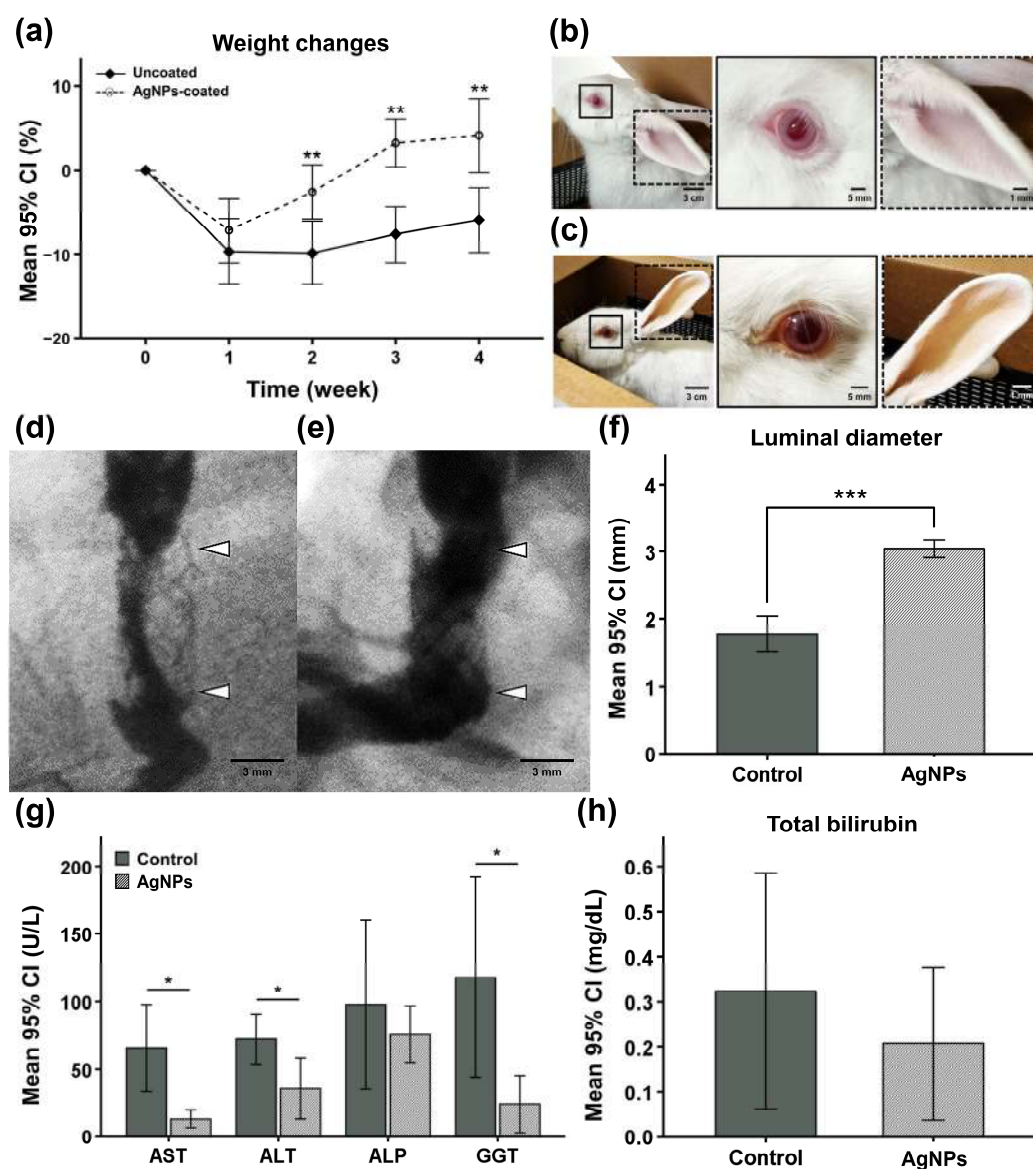 (a)
Weight changes
Uncoated
AgNPs-coated
**
**
**
10
0
−10
−20
Mean 95% CI (%)
0 1 2 3 4
Time (week)
(b)
3 cm
5 mm
1 mm
(c)
3 cm
5 mm
1 mm
(d)
3 mm
(e)
3 mm
(f)
Luminal diameter
***
4
3
2
1
0
Mean 95% CI (mm)
Control AgNPs
(g)
Control
AgNPs
*
*
*
200
150
100
50
0
Mean 95% CI (U/L)
AST ALT ALP GGT
(h)
Total bilirubin
0.6
0.5
0.4
0.3
0.2
0.1
0.0
Mean 95% CI (mg/dL)
Control AgNPs